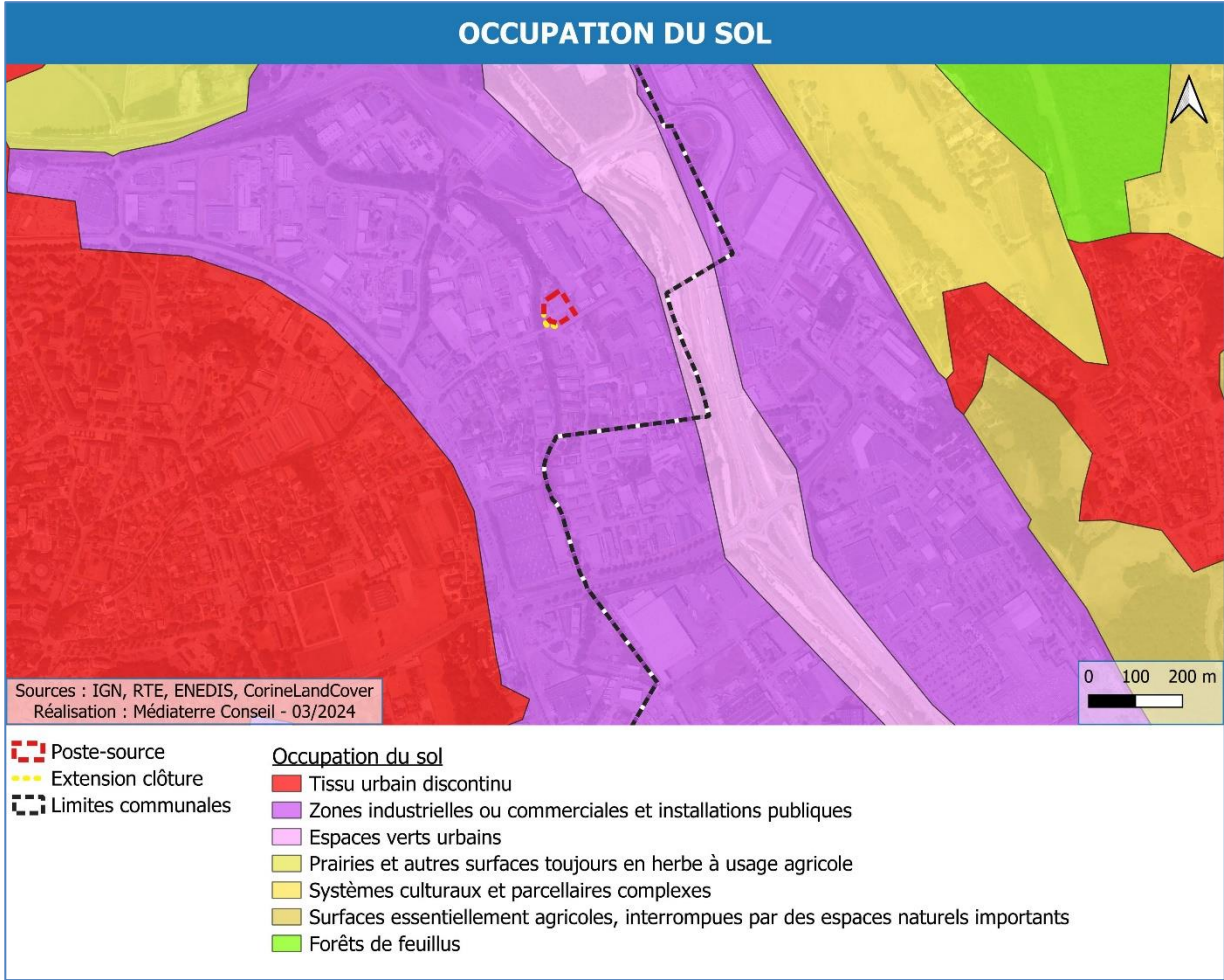 OCCUPATION DU SOL
Sources : IGN, RTE, ENEDIS, CorineLandCover
Réalisation : Médiaterre Conseil - 03/2024
0 100 200 m
Poste-source
Extension clôture
Limites communales
Occupation du sol
Tissu urbain discontinu
Zones industrielles ou commerciales et installations publiques
Espaces verts urbains
Prairies et autres surfaces toujours en herbe à usage agricole
Systèmes culturaux et parcellaires complexes
Surfaces essentiellement agricoles, interrompues par des espaces naturels importants
Forêts de feuillus